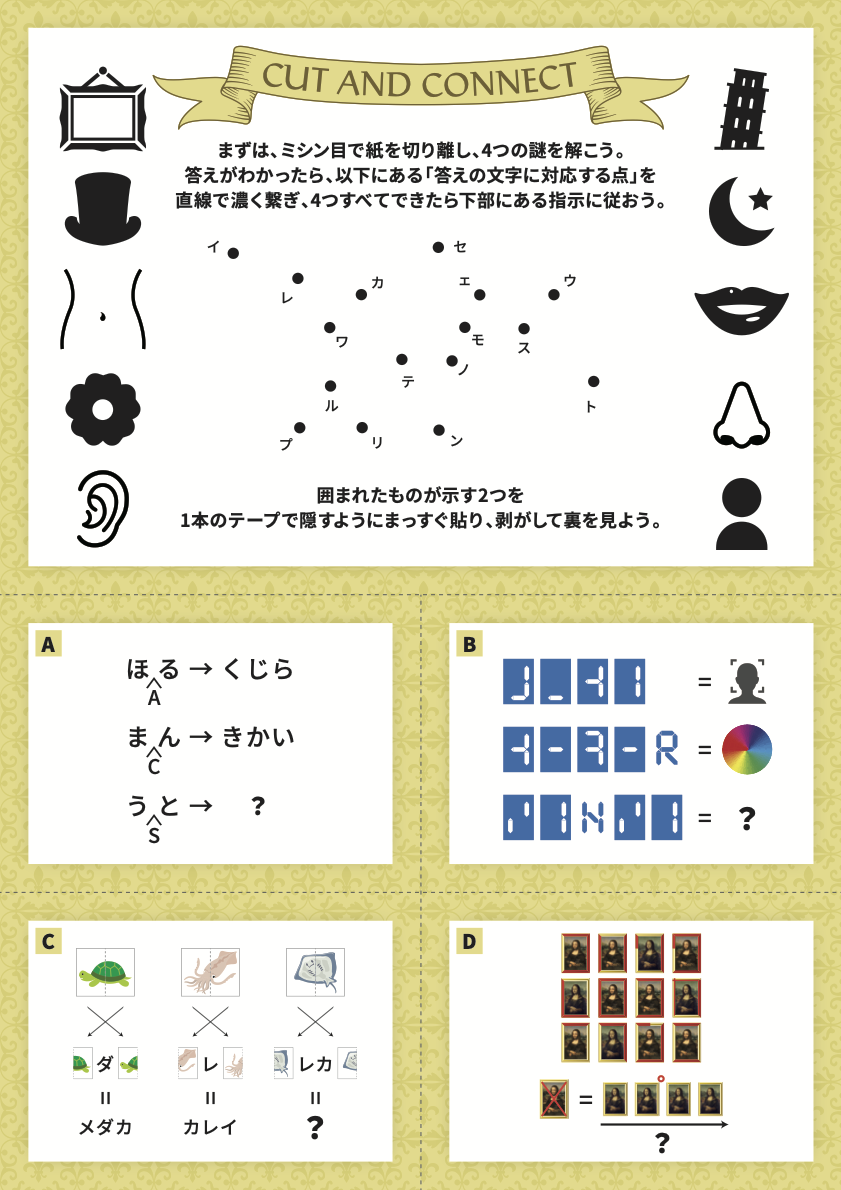 CUT AND CONNECT
まずは、ミシン目で紙を切り離し、4つの謎を解こう。
答えがわかったら、以下にある「答えの文字に対応する点」を
直線で濃く繋ぎ、4つすべてできたら下部にある指示に従おう。
イ
セ
レ
カ
エ
ウ
ワ
モ
ス
テ
ノ
ル
ト
プ
リ
ン
囲まれたものが示す2つを
1本のテープで隠すようにまっすぐ貼り、剥がして裏を見よう。
A
ほ る → くじら
A
ま ん → きかい
C
う と → ?
S
B
=
R =
N = ?
C
ダ
レ
レカ
=
=
=
メダカ
カレイ
?
D
=
?